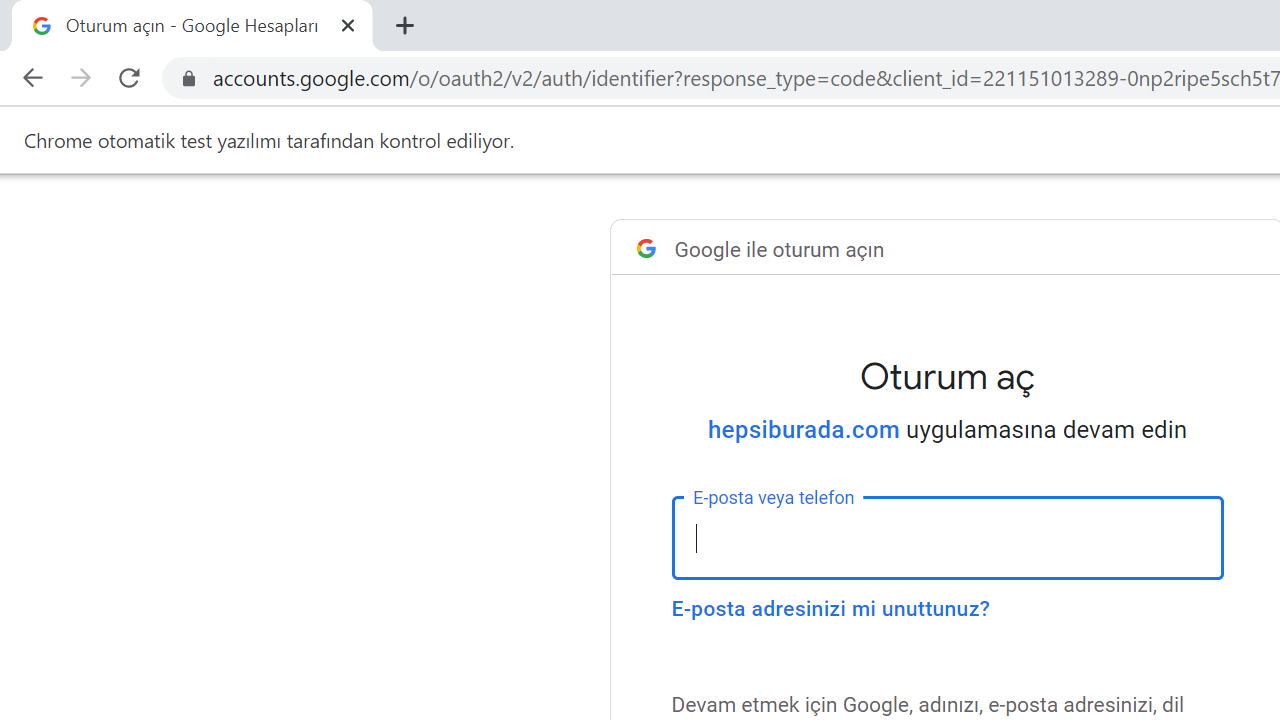 Oturum açın - Google Hesapları
accounts.google.com/o/oauth2/v2/auth/identifier?response_type=code&client_id=221151013289-0np2ripe5sch5t7
Chrome otomatik test yazılımı tarafından kontrol ediliyor.
Google ile oturum açın
Oturum aç
hepsiburada.com uygulamasına devam edin
E-posta veya telefon
E-posta adresinizi mi unuttunuz?
Devam etmek için Google, adınızı, e-posta adresinizi, dil